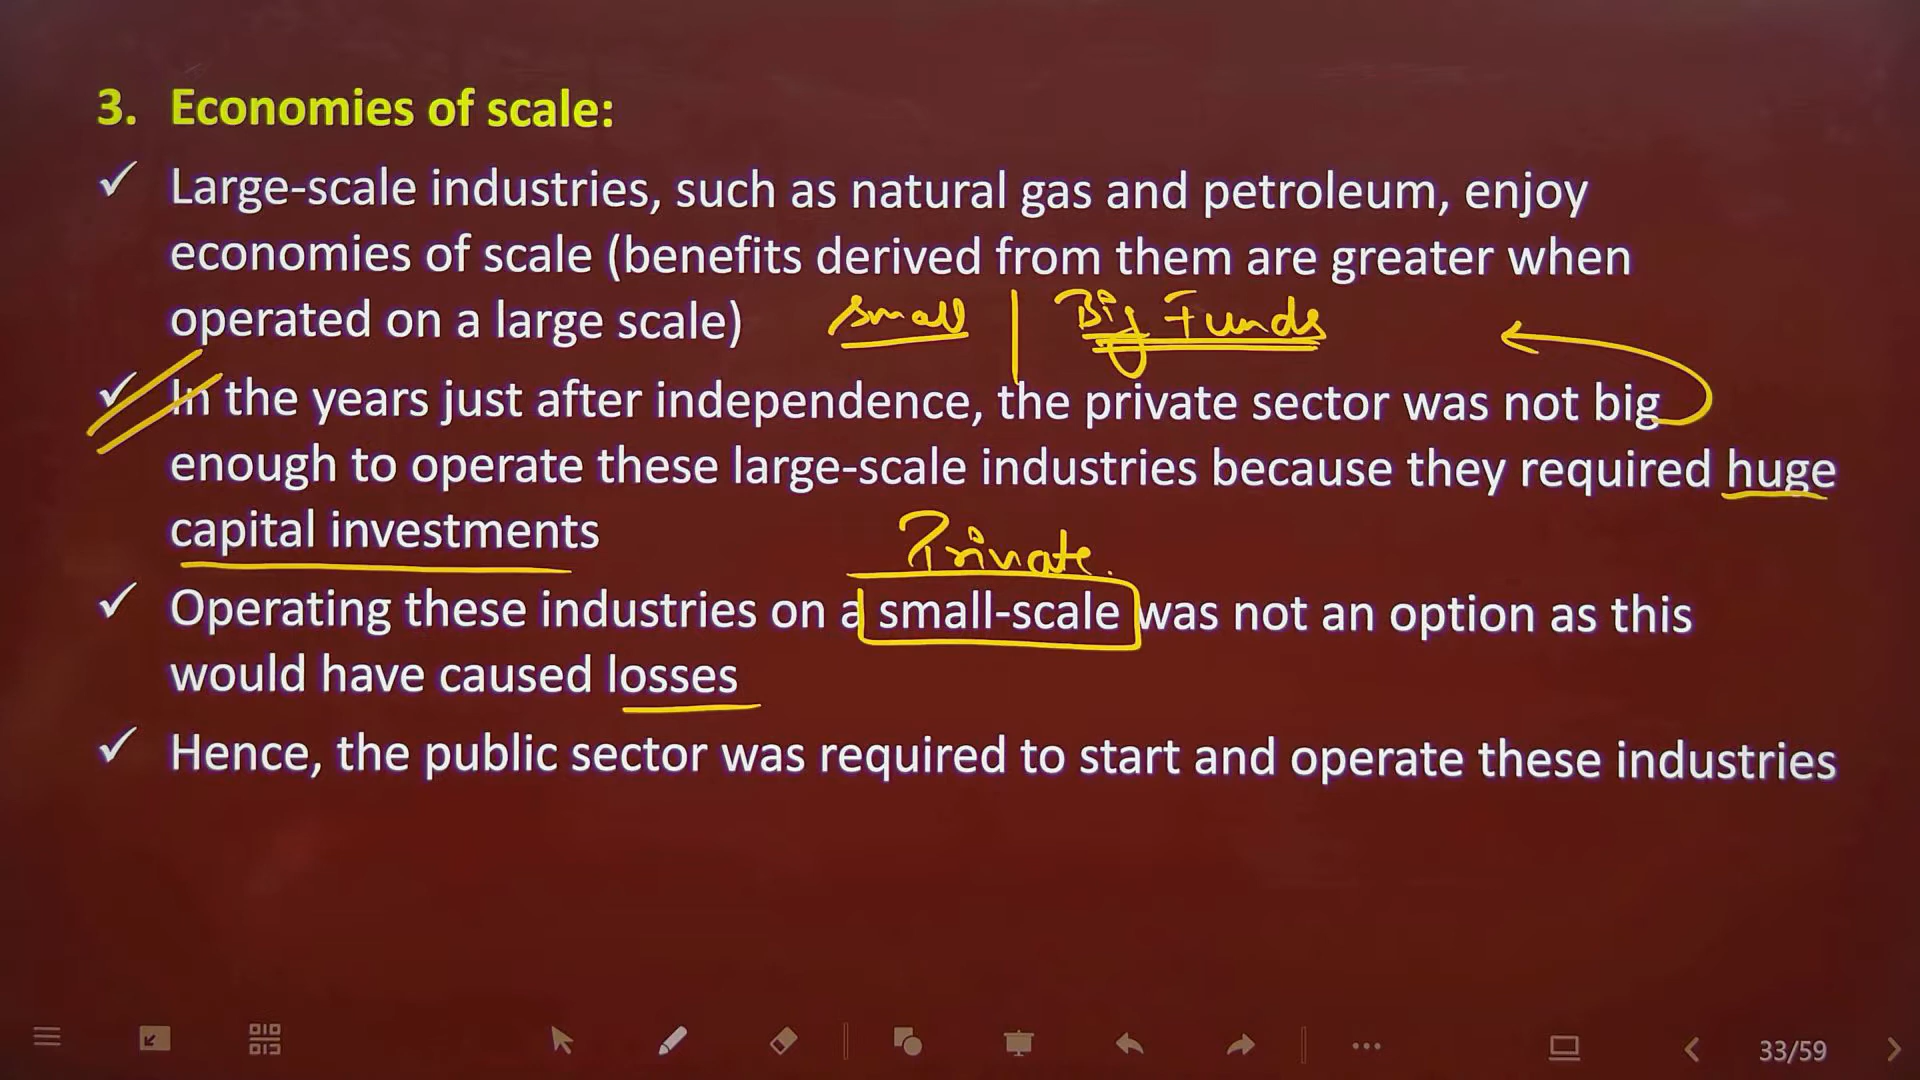 3. Economies of scale:
✓ Large-scale industries, such as natural gas and petroleum, enjoy
economies of scale (benefits derived from them are greater when
operated on a large scale) small | Big Funds
✓ In the years just after independence, the private sector was not big
enough to operate these large-scale industries because they required huge
capital investments
Private.
✓ Operating these industries on a small-scale was not an option as this
would have caused losses
✓ Hence, the public sector was required to start and operate these industries
33/59